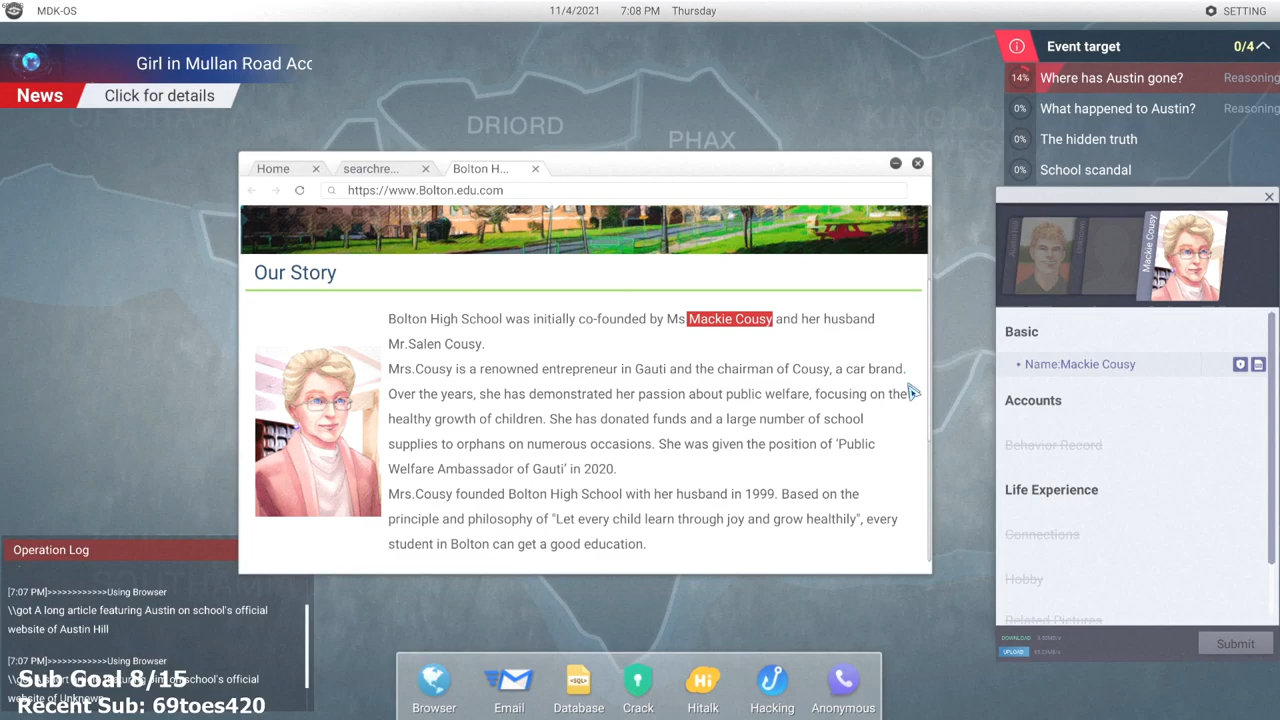 MDK-OS
11/4/2021 7:08 PM Thursday
SETTING
Girl in Mullan Road Acc
News Click for details
DRIORD
PHAX
Event target 0/4
14% Where has Austin gone? Reasoning
0% What happened to Austin? Reasoning
0% The hidden truth
0% School scandal
Home
searchre...
Bolton H...
https://www.Bolton.edu.com
Our Story
Bolton High School was initially co-founded by Ms Mackie Cousy and her husband
Mr.Salen Cousy.
Mrs.Cousy is a renowned entrepreneur in Gauti and the chairman of Cousy, a car brand.
Over the years, she has demonstrated her passion about public welfare, focusing on the
healthy growth of children. She has donated funds and a large number of school
supplies to orphans on numerous occasions. She was given the position of 'Public
Welfare Ambassador of Gauti' in 2020.
Mrs.Cousy founded Bolton High School with her husband in 1999. Based on the
principle and philosophy of "Let every child learn through joy and grow healthily", every
student in Bolton can get a good education.
Mackie Cousy
Basic
• Name:Mackie Cousy
Accounts
Behavior Record
Life Experience
Connections
Hobby
Related Pictures
DOWNLOAD
UPLOAD
Submit
Operation Log
[7:07 PM]>>>>>>>>>>>>Using Browser
\\got A long article featuring Austin on school's official
website of Austin Hill
[7:07 PM]>>>>>>>>>>>>Using Browser
website of Unknown
Sub Goal 8/15
Recent Sub: 69toes420
Browser
Email
Database
Crack
Hitalk
Hacking
Anonymous